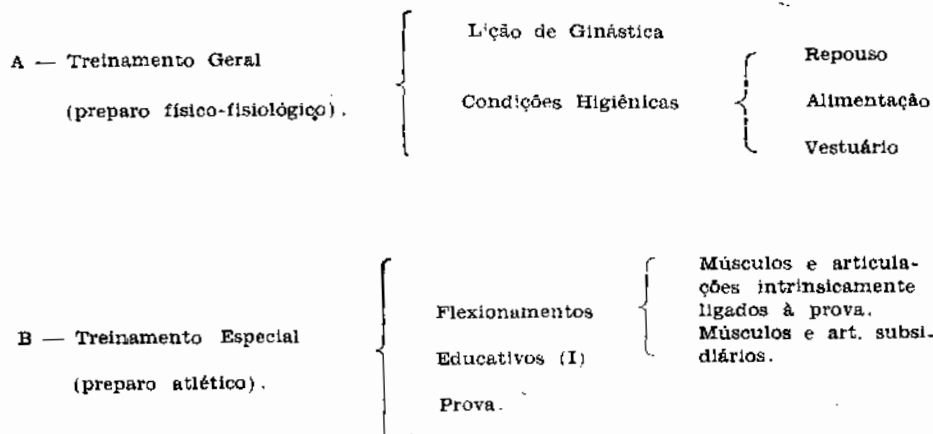 A — Treinamento Geral
(preparo físico-fisiológico).
Lição de Ginástica
Condições Higiênicas
Repouso
Alimentação
Vestuário
B — Treinamento Especial
(preparo atlético).
Flexionamentos
Educativos (I)
Prova.
Músculos e articula-
ções intrinsicamente
ligados à prova.
Músculos e art. subsi-
diários.